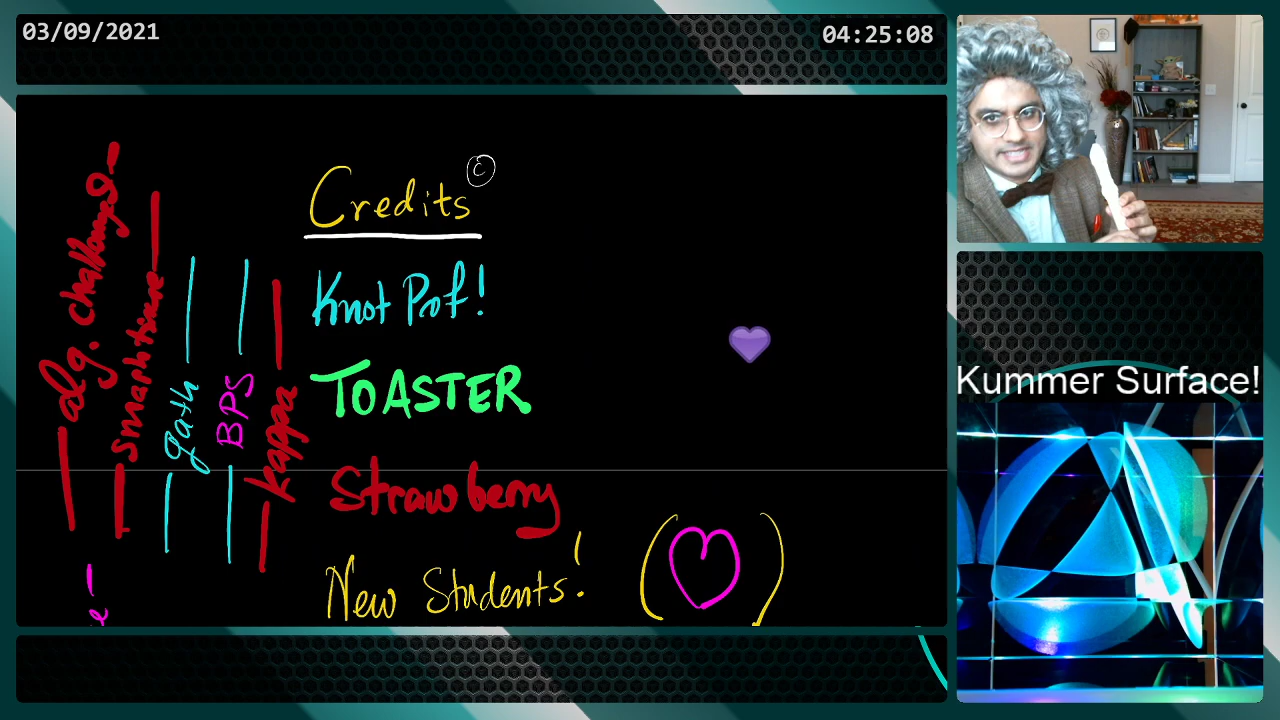 03/09/2021
04:25:08
Credits ©
Knot Prof!
TOASTER
Strawberry
New Students!
alg. challenge
smarttime
gath
BPS
kappa
Kummer Surface!